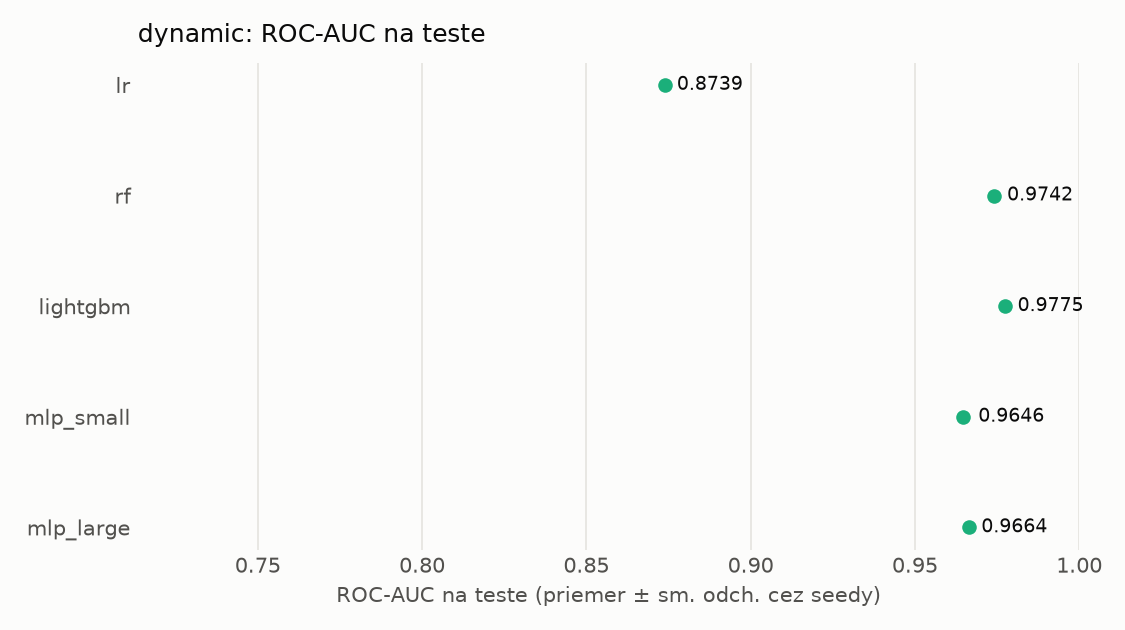 dynamic: ROC-AUC na teste
lr
0.8739
rf
0.9742
lightgbm
0.9775
mlp_small
0.9646
mlp_large
0.9664
0.75 0.80 0.85 0.90 0.95 1.00
ROC-AUC na teste (priemer ± sm. odch. cez seedy)